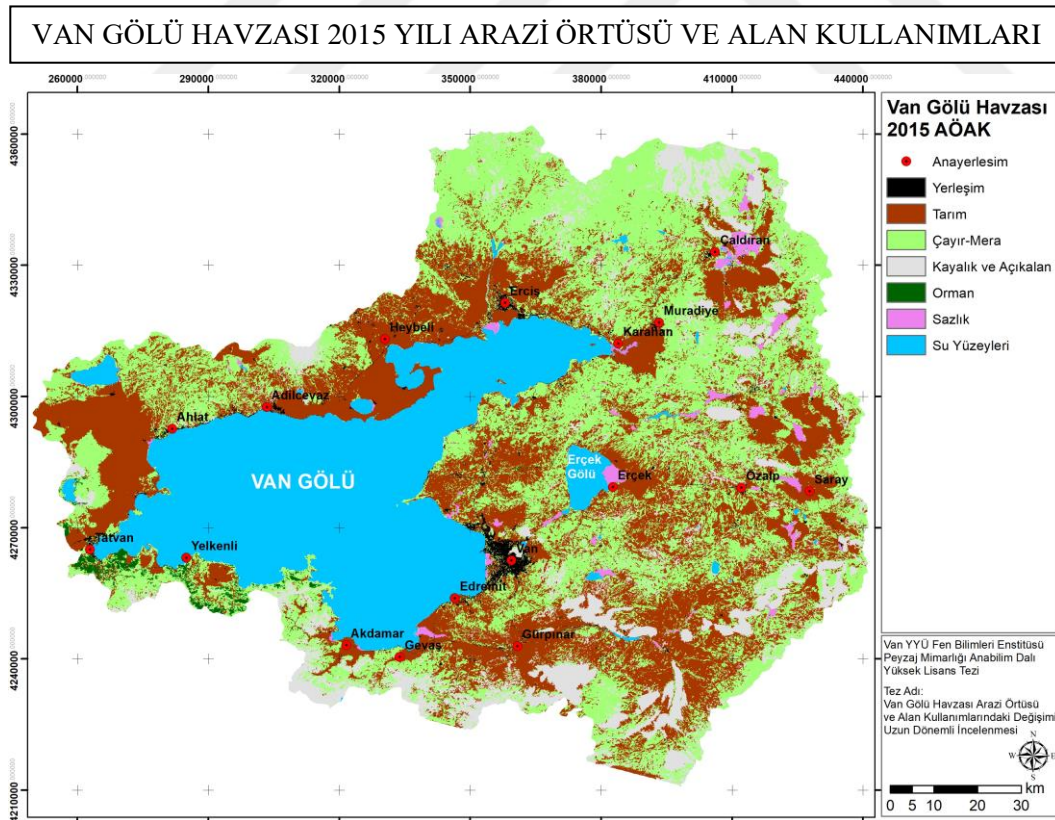 VAN GÖLÜ HAVZASI 2015 YILI ARAZİ ÖRTÜSÜ VE ALAN KULLANIMLARI
260000 290000 320000 350000 380000 410000 440000
4360000
4330000
4300000
4270000
4240000
4210000
Çaldıran
Erciş
Muradiye
Heybeli
Karahan
Adilcevaz
Ahlat
Erçek
Gölü
Erçek
Özalp
Saray
VAN GÖLÜ
Tatvan
Yelkenli
Van
Edremit
Akdamar
Gevaş
Gürpınar
Van Gölü Havzası
2015 AÖAK
Anayerlesim
Yerleşim
Tarım
Çayır-Mera
Kayalık ve Açıkalan
Orman
Sazlık
Su Yüzeyleri
Van YYÜ Fen Bilimleri Enstitüsü
Peyzaj Mimarlığı Anabilim Dalı
Yüksek Lisans Tezi
Tez Adı:
Van Gölü Havzası Arazi Örtüsü
ve Alan Kullanımlarındaki Değişimi
Uzun Dönemli İncelenmesi
N
W E
S
km
0 5 10 20 30